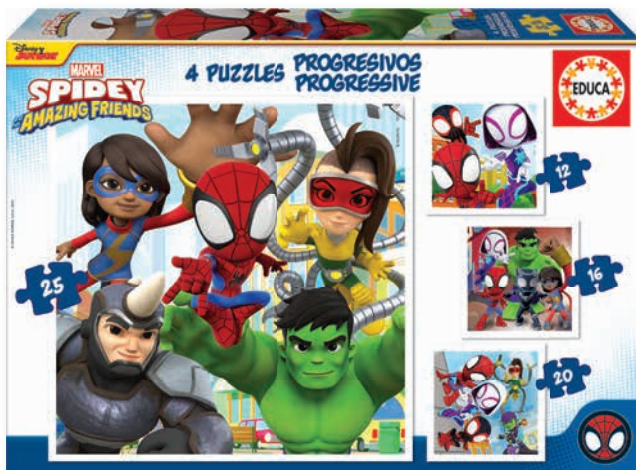 Disney JUNIOR
MARVEL
SPIDEY
AND HIS
AMAZING FRIENDS
4 PUZZLES PROGRESIVOS
PROGRESSIVE
EDUCA
12
25
16
20